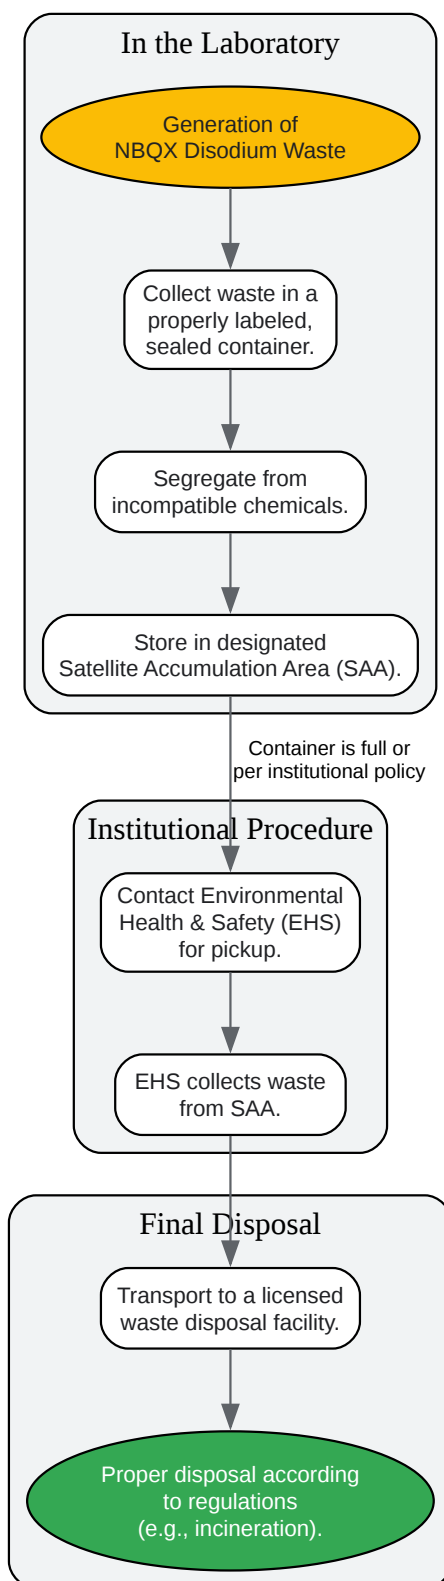 In the Laboratory
Generation of
NBQX Disodium Waste
Collect waste in a
properly labeled,
sealed container.
Segregate from
incompatible chemicals.
Store in designated
Satellite Accumulation Area (SAA).
Container is full or
per institutional policy
Institutional Procedure
Contact Environmental
Health & Safety (EHS)
for pickup.
EHS collects waste
from SAA.
Final Disposal
Transport to a licensed
waste disposal facility.
Proper disposal according
to regulations
(e.g., incineration).